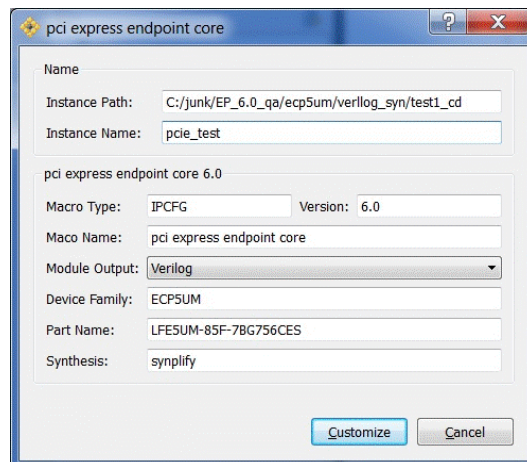 pci express endpoint core
Name
Instance Path: C:/junk/EP_6.0_qa/ecp5um/verilog_syn/test1_cd
Instance Name: pcie_test
pci express endpoint core 6.0
Macro Type: IPCFG Version: 6.0
Maco Name: pci express endpoint core
Module Output: Verilog
Device Family: ECP5UM
Part Name: LFE5UM-85F-7BG756CES
Synthesis: synplify
Customize Cancel